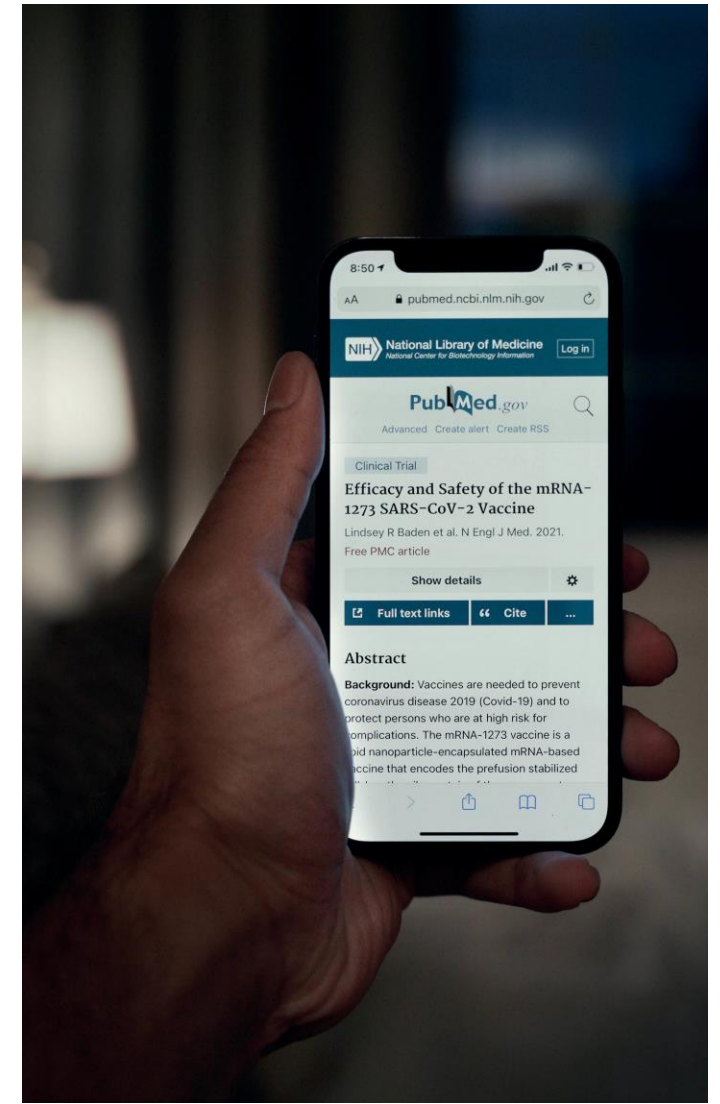 8:50
AA pubmed.ncbi.nlm.nih.gov
NIH National Library of Medicine
National Center for Biotechnology Information
Log in
PubMed.gov
Advanced Create alert Create RSS
Clinical Trial
Efficacy and Safety of the mRNA-
1273 SARS-CoV-2 Vaccine
Lindsey R Baden et al. N Engl J Med. 2021.
Free PMC article
Show details
Full text links Cite ...
Abstract
Background: Vaccines are needed to prevent
coronavirus disease 2019 (Covid-19) and to
protect persons who are at high risk for
complications. The mRNA-1273 vaccine is a
nanoparticle-encapsulated mRNA-based
vaccine that encodes the prefusion stabilized